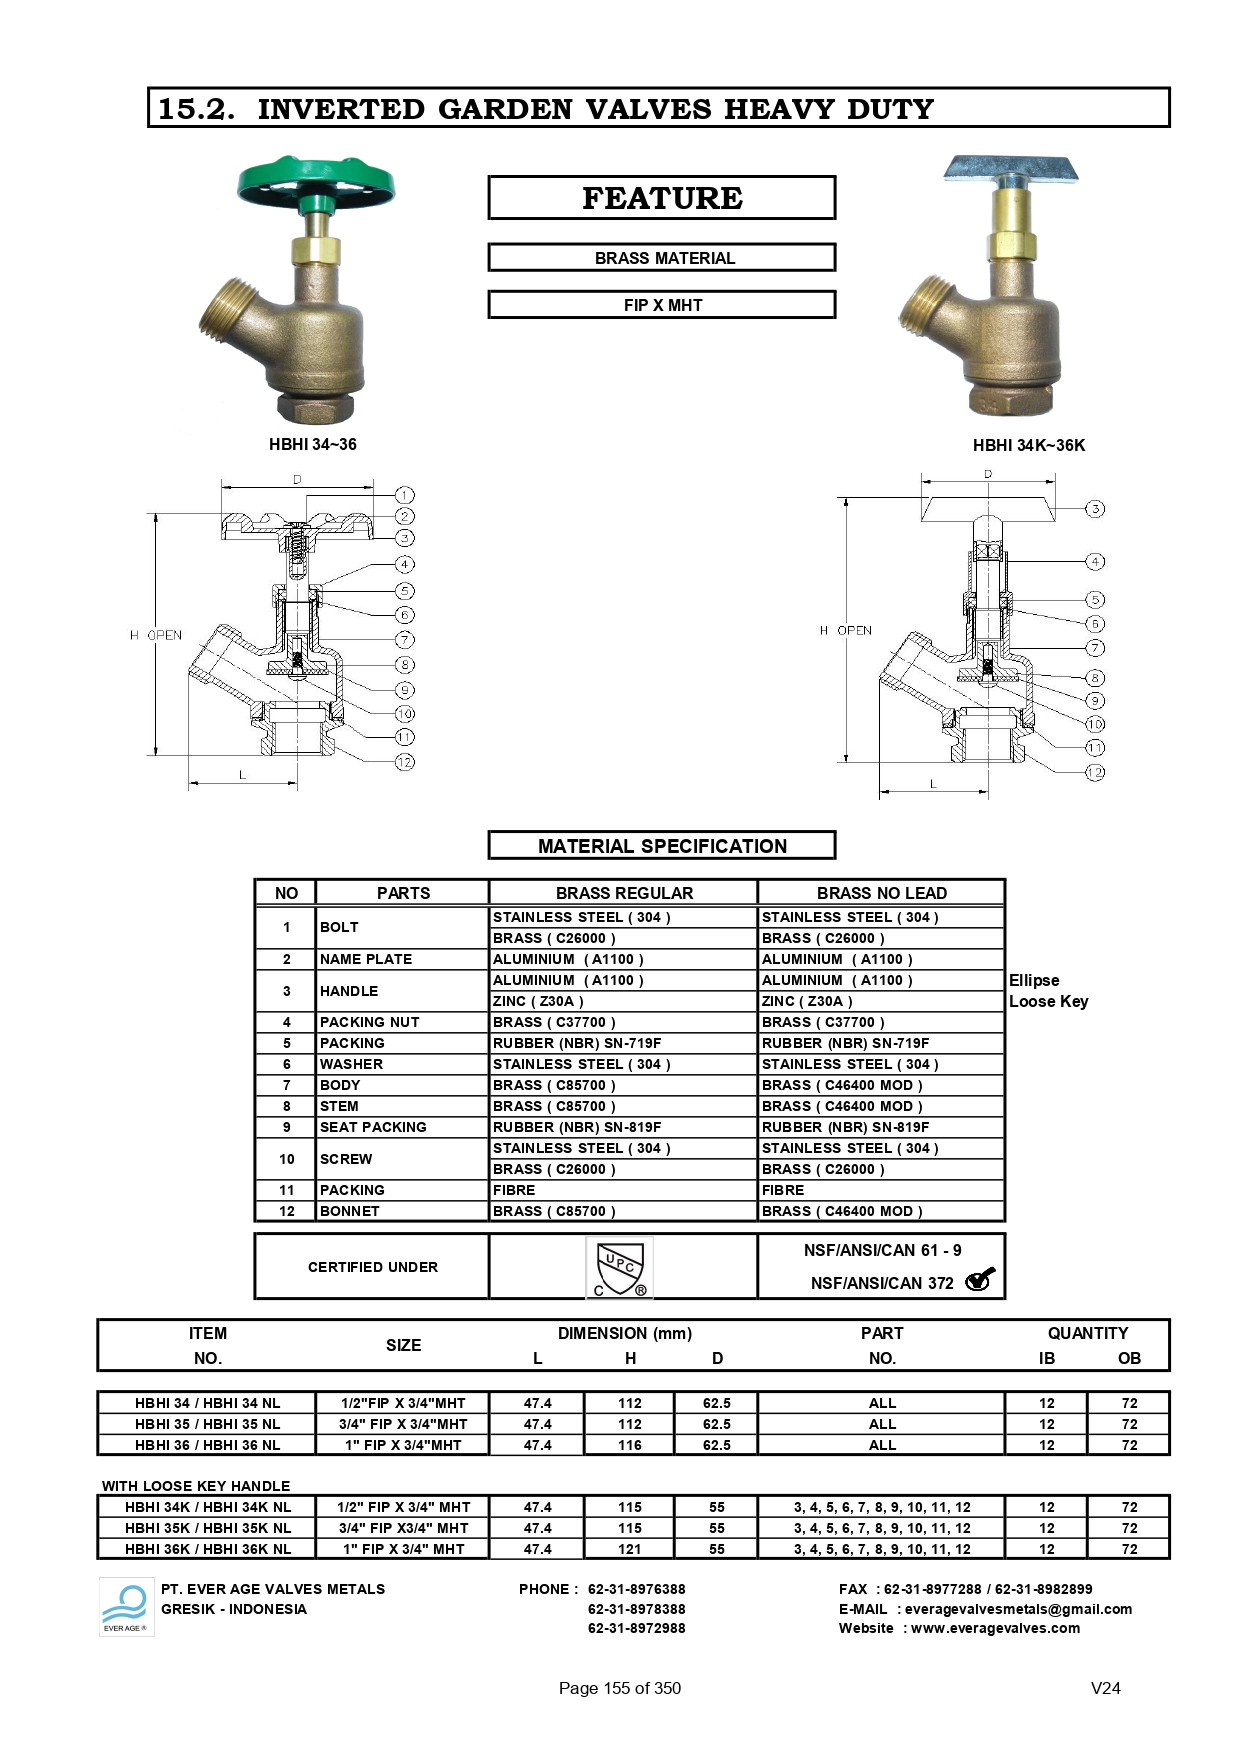 15.2.  INVERTED GARDEN VALVES HEAVY DUTY
FEATURE
BRASS MATERIAL
FIP X MHT
34
HBHI 34~36
HBHI 34K~36K
D
1
2
3
4
5
6
7
8
9
10
11
12
H OPEN
L
D
3
4
5
6
7
8
9
10
11
12
H OPEN
L
MATERIAL SPECIFICATION
NO PARTS BRASS REGULAR BRASS NO LEAD
1 BOLT STAINLESS STEEL ( 304 ) STAINLESS STEEL ( 304 )
BRASS ( C26000 ) BRASS ( C26000 )
2 NAME PLATE ALUMINIUM  ( A1100 ) ALUMINIUM  ( A1100 )
3 HANDLE ALUMINIUM  ( A1100 ) ALUMINIUM  ( A1100 ) Ellipse
ZINC ( Z30A ) ZINC ( Z30A ) Loose Key
4 PACKING NUT BRASS ( C37700 ) BRASS ( C37700 )
5 PACKING RUBBER (NBR) SN-719F RUBBER (NBR) SN-719F
6 WASHER STAINLESS STEEL ( 304 ) STAINLESS STEEL ( 304 )
7 BODY BRASS ( C85700 ) BRASS ( C46400 MOD )
8 STEM BRASS ( C85700 ) BRASS ( C46400 MOD )
9 SEAT PACKING RUBBER (NBR) SN-819F RUBBER (NBR) SN-819F
10 SCREW STAINLESS STEEL ( 304 ) STAINLESS STEEL ( 304 )
BRASS ( C26000 ) BRASS ( C26000 )
11 PACKING FIBRE FIBRE
12 BONNET BRASS ( C85700 ) BRASS ( C46400 MOD )
CERTIFIED UNDER
UPC
C ®
NSF/ANSI/CAN 61 - 9
NSF/ANSI/CAN 372
ITEM SIZE DIMENSION (mm) PART QUANTITY
NO. L H D NO. IB OB
HBHI 34 / HBHI 34 NL 1/2"FIP X 3/4"MHT 47.4 112 62.5 ALL 12 72
HBHI 35 / HBHI 35 NL 3/4" FIP X 3/4"MHT 47.4 112 62.5 ALL 12 72
HBHI 36 / HBHI 36 NL 1" FIP X 3/4"MHT 47.4 116 62.5 ALL 12 72
WITH LOOSE KEY HANDLE
HBHI 34K / HBHI 34K NL 1/2" FIP X 3/4" MHT 47.4 115 55 3, 4, 5, 6, 7, 8, 9, 10, 11, 12 12 72
HBHI 35K / HBHI 35K NL 3/4" FIP X3/4" MHT 47.4 115 55 3, 4, 5, 6, 7, 8, 9, 10, 11, 12 12 72
HBHI 36K / HBHI 36K NL 1" FIP X 3/4" MHT 47.4 121 55 3, 4, 5, 6, 7, 8, 9, 10, 11, 12 12 72
EVER AGE ®
PT. EVER AGE VALVES METALS PHONE : 62-31-8976388 FAX  : 62-31-8977288 / 62-31-8982899
GRESIK - INDONESIA 62-31-8978388 E-MAIL  : everagevalvesmetals@gmail.com
62-31-8972988 Website  : www.everagevalves.com
Page 155 of 350 V24